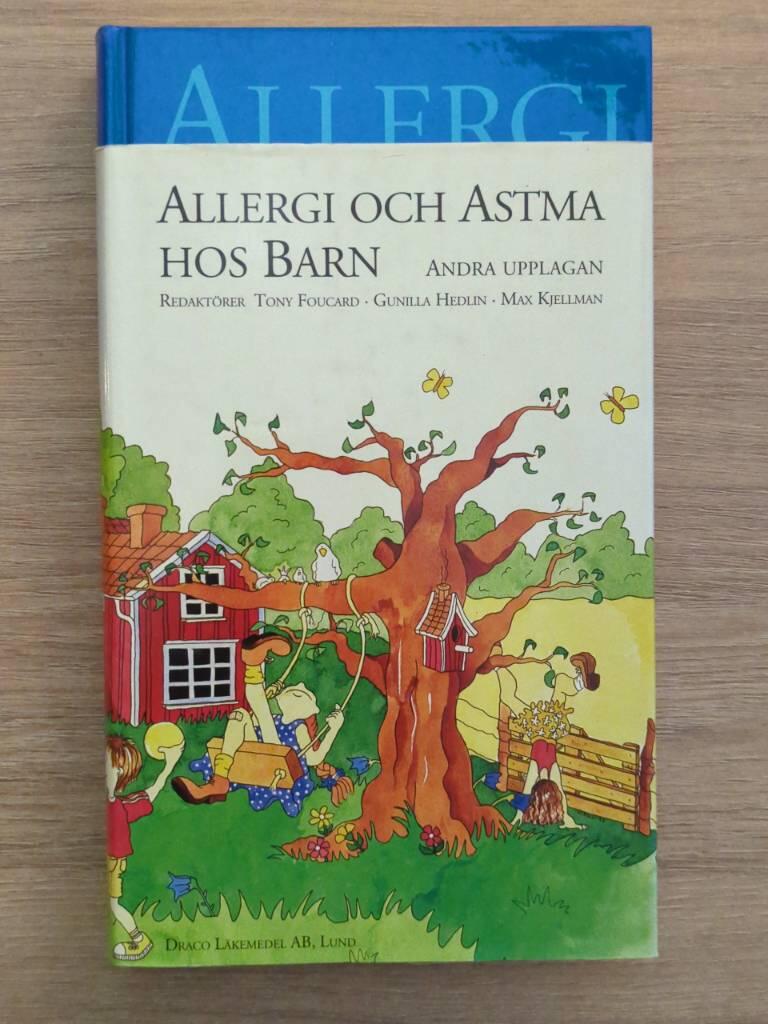 ALLERGI
ALLERGI OCH ASTMA
HOS BARN ANDRA UPPLAGAN
REDAKTÖRER TONY FOUCARD · GUNILLA HEDLIN · MAX KJELLMAN
DRACO LÄKEMEDEL AB, LUND